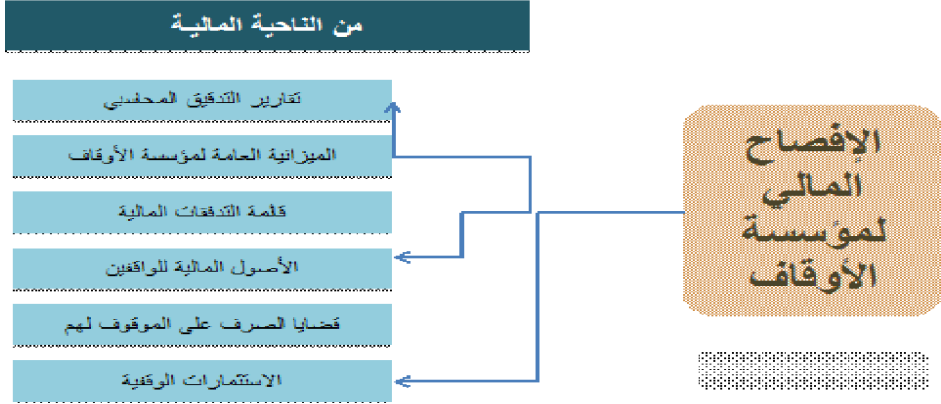 من الناحية المالية
تقارير التدقيق المحاسبي
الميزانية العامة لمؤسسة الأوقاف
قائمة التدفقات المالية
الأصول المالية للواقفين
قضايا الصرف على الموقوف لهم
الاستثمارات الوقفية
الإفصاح
المالي
لمؤسسة
الأوقاف